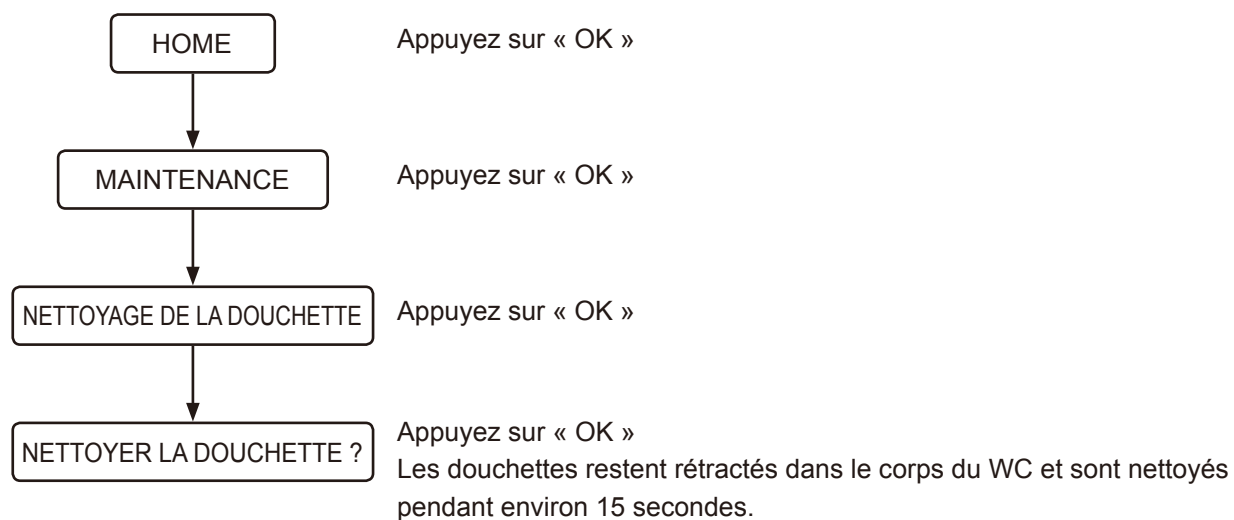 HOME
Appuyez sur « OK »
MAINTENANCE
Appuyez sur « OK »
NETTOYAGE DE LA DOUCHETTE
Appuyez sur « OK »
NETTOYER LA DOUCHETTE ?
Appuyez sur « OK »
Les douchettes restent rétractés dans le corps du WC et sont nettoyés
pendant environ 15 secondes.